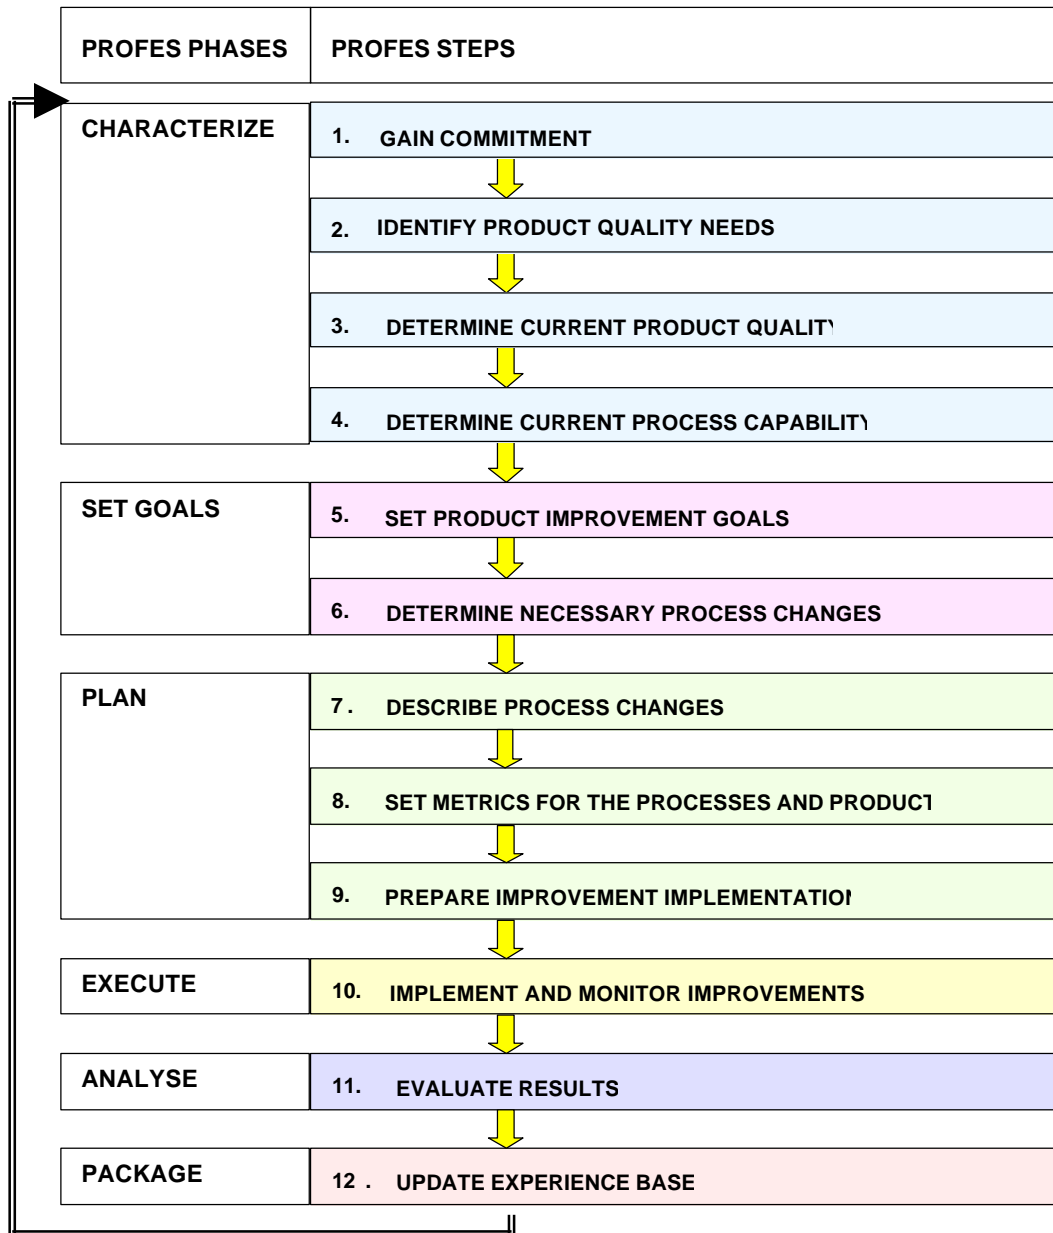 PROFES PHASES PROFES STEPS
CHARACTERIZE
1. GAIN COMMITMENT
2. IDENTIFY PRODUCT QUALITY NEEDS
3. DETERMINE CURRENT PRODUCT QUALITY
4. DETERMINE CURRENT PROCESS CAPABILITY
SET GOALS
5. SET PRODUCT IMPROVEMENT GOALS
6. DETERMINE NECESSARY PROCESS CHANGES
PLAN
7. DESCRIBE PROCESS CHANGES
8. SET METRICS FOR THE PROCESSES AND PRODUCT
9. PREPARE IMPROVEMENT IMPLEMENTATION
EXECUTE
10. IMPLEMENT AND MONITOR IMPROVEMENTS
ANALYSE
11. EVALUATE RESULTS
PACKAGE
12 . UPDATE EXPERIENCE BASE